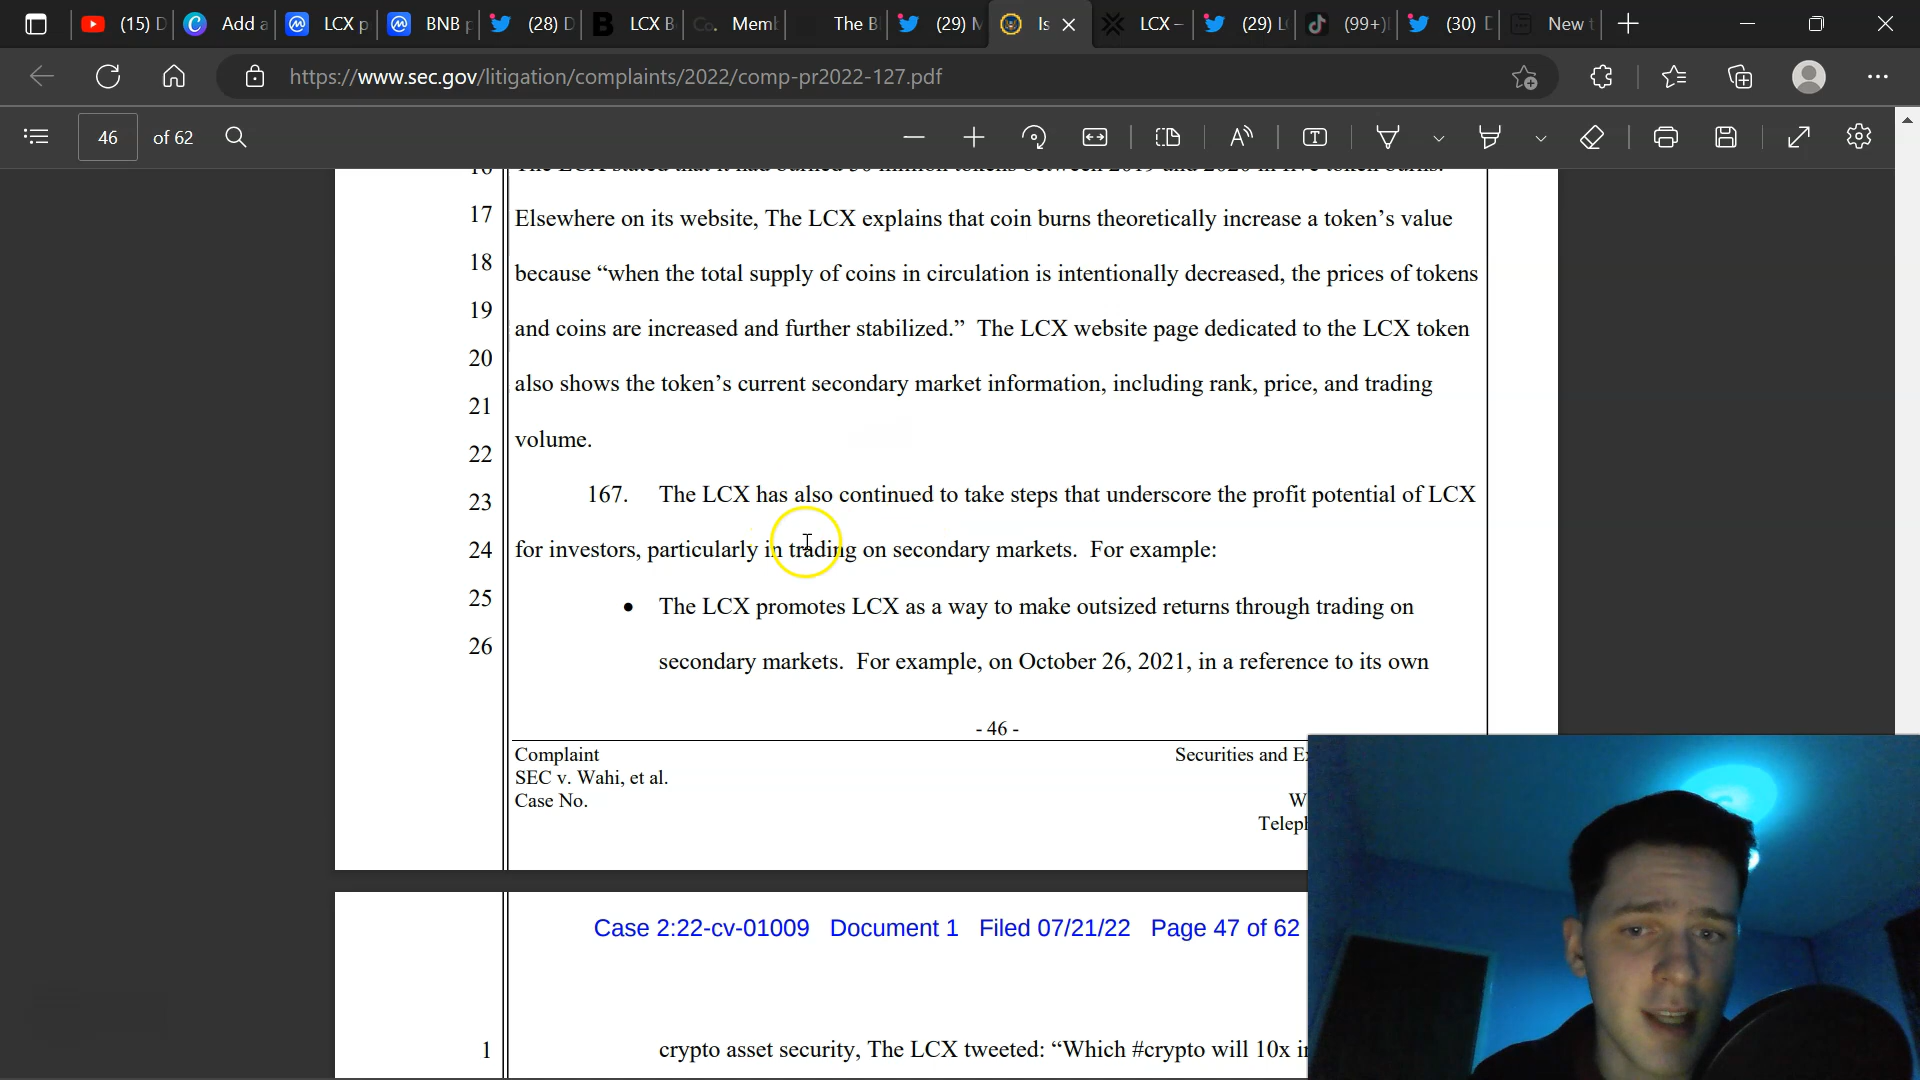 (15) D
Add a
LCX p
BNB p
(28) D
LCX B
Co.
Memb
The B
(29) M
Is
LCX –
(29) L
(99+)
(30)
New t
https://www.sec.gov/litigation/complaints/2022/comp-pr2022-127.pdf
46 of 62
17 Elsewhere on its website, The LCX explains that coin burns theoretically increase a token’s value
18 because “when the total supply of coins in circulation is intentionally decreased, the prices of tokens
19 and coins are increased and further stabilized.” The LCX website page dedicated to the LCX token
20 also shows the token’s current secondary market information, including rank, price, and trading
21
22 volume.
23 167. The LCX has also continued to take steps that underscore the profit potential of LCX
24 for investors, particularly in trading on secondary markets. For example:
25 • The LCX promotes LCX as a way to make outsized returns through trading on
26 secondary markets. For example, on October 26, 2021, in a reference to its own
- 46 -
Complaint Securities and Ex
SEC v. Wahi, et al.
Case No. W
Teleph
Case 2:22-cv-01009 Document 1 Filed 07/21/22 Page 47 of 62
1 crypto asset security, The LCX tweeted: “Which #crypto will 10x in